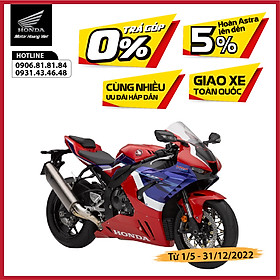 HONDA
Motor Hoàng Việt
HOTLINE
0906.81.81.84
0931.43.46.48
TRẢ GÓP
0%
Hoàn Astra
lên đến
5%
CÙNG NHIỀU
ƯU ĐÃI HẤP DẪN
GIAO XE
TOÀN QUỐC
HONDA
Từ 1/5 - 31/12/2022